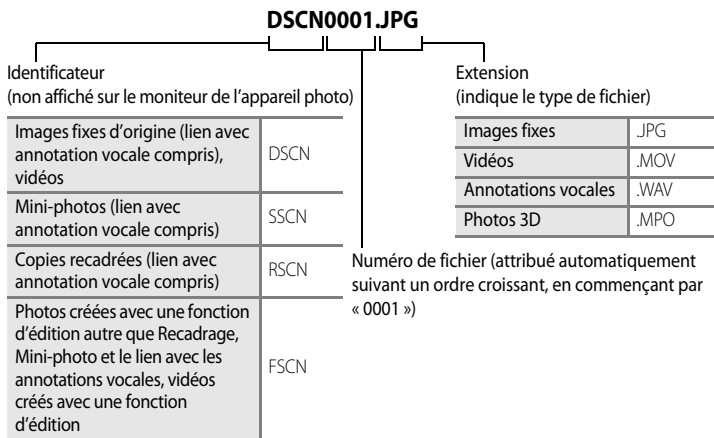 DSCN0001.JPG
Identificateur
(non affiché sur le moniteur de l'appareil photo)
Images fixes d'origine (lien avec
annotation vocale compris),
vidéos
DSCN
Mini-photos (lien avec
annotation vocale compris)
SSCN
Copies recadrées (lien avec
annotation vocale compris)
RSCN
Photos créées avec une fonction
d'édition autre que Recadrage,
Mini-photo et le lien avec les
annotations vocales, vidéos
créés avec une fonction
d'édition
FSCN
Extension
(indique le type de fichier)
Images fixes .JPG
Vidéos .MOV
Annotations vocales .WAV
Photos 3D .MPO
Numéro de fichier (attribué automatiquement
suivant un ordre croissant, en commençant par
« 0001 »)